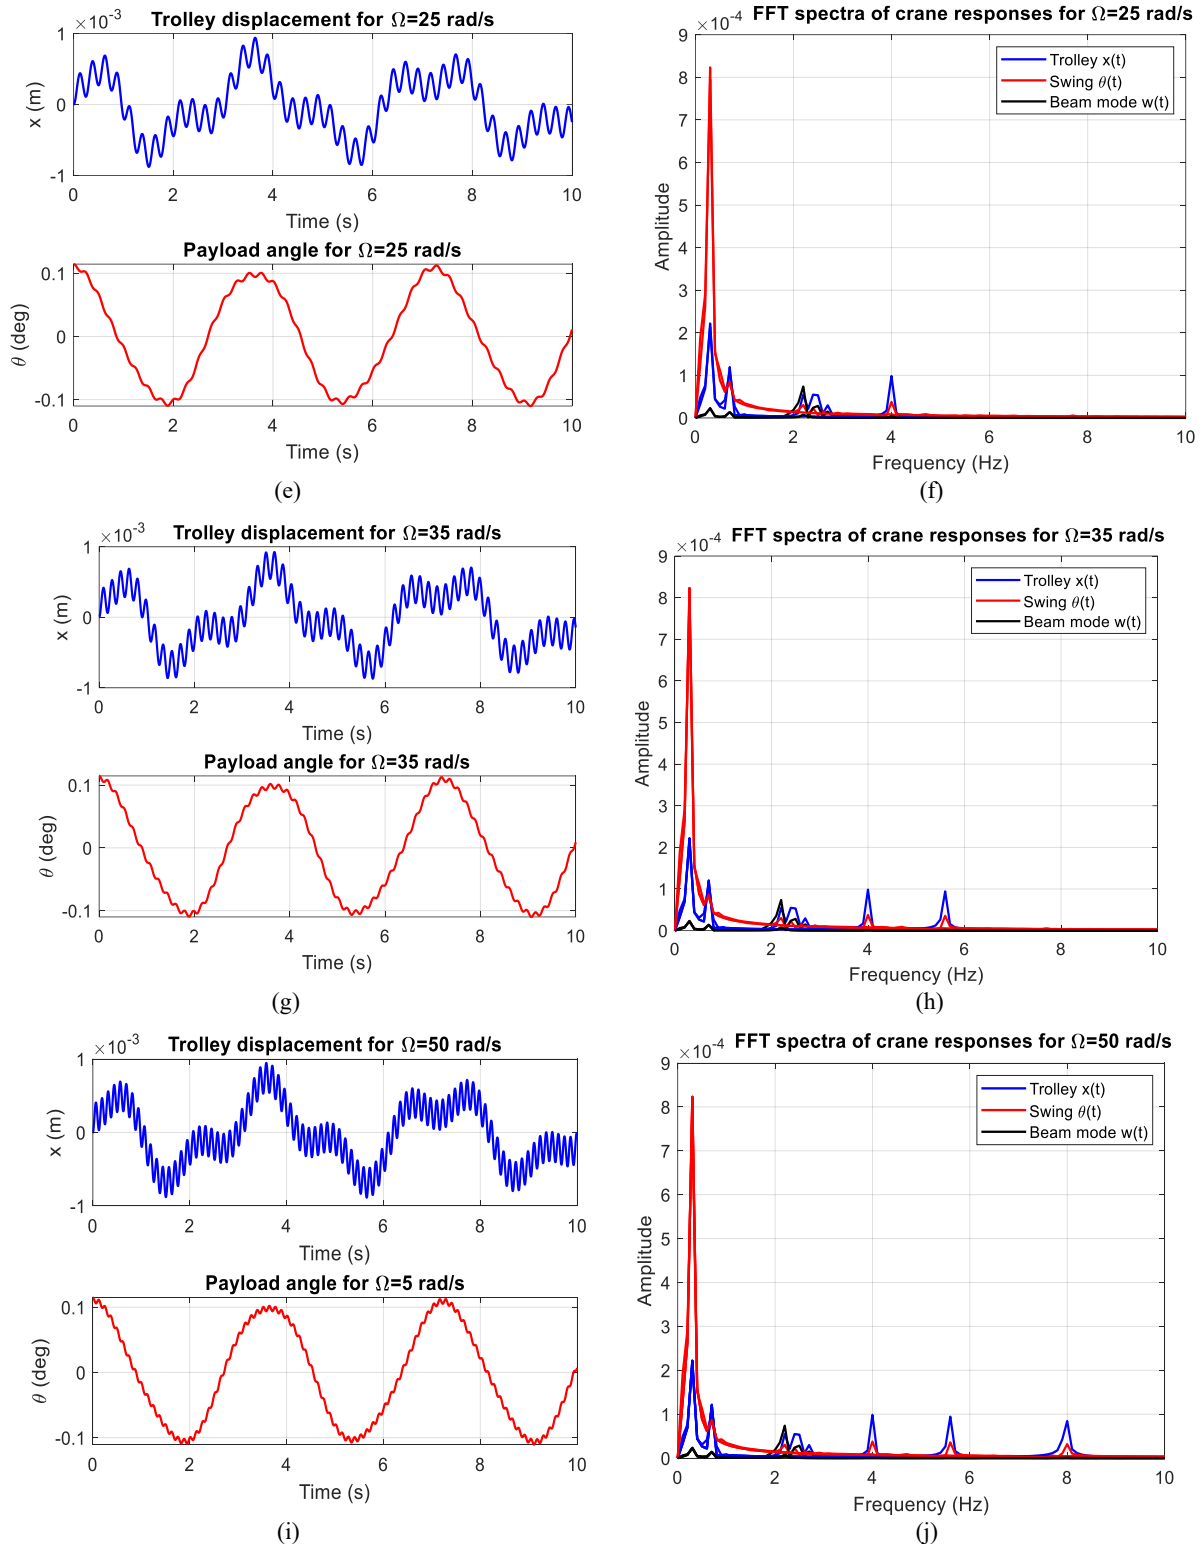 Trolley displacement for Ω=25 rad/s
×10⁻³
1
0
-1
x (m)
0 2 4 6 8 10
Time (s)
Payload angle for Ω=25 rad/s
0.1
0
-0.1
θ (deg)
0 2 4 6 8 10
Time (s)
(e)
FFT spectra of crane responses for Ω=25 rad/s
×10⁻⁴
9
8
7
6
5
4
3
2
1
0
Amplitude
Trolley x(t)
Swing θ(t)
Beam mode w(t)
0 2 4 6 8 10
Frequency (Hz)
(f)
Trolley displacement for Ω=35 rad/s
×10⁻³
1
0
-1
x (m)
0 2 4 6 8 10
Time (s)
Payload angle for Ω=35 rad/s
0.1
0
-0.1
θ (deg)
0 2 4 6 8 10
Time (s)
(g)
FFT spectra of crane responses for Ω=35 rad/s
×10⁻⁴
9
8
7
6
5
4
3
2
1
0
Amplitude
Trolley x(t)
Swing θ(t)
Beam mode w(t)
0 2 4 6 8 10
Frequency (Hz)
(h)
Trolley displacement for Ω=50 rad/s
×10⁻³
1
0
-1
x (m)
0 2 4 6 8 10
Time (s)
Payload angle for Ω=5 rad/s
0.1
0
-0.1
θ (deg)
0 2 4 6 8 10
Time (s)
(i)
FFT spectra of crane responses for Ω=50 rad/s
×10⁻⁴
9
8
7
6
5
4
3
2
1
0
Amplitude
Trolley x(t)
Swing θ(t)
Beam mode w(t)
0 2 4 6 8 10
Frequency (Hz)
(j)